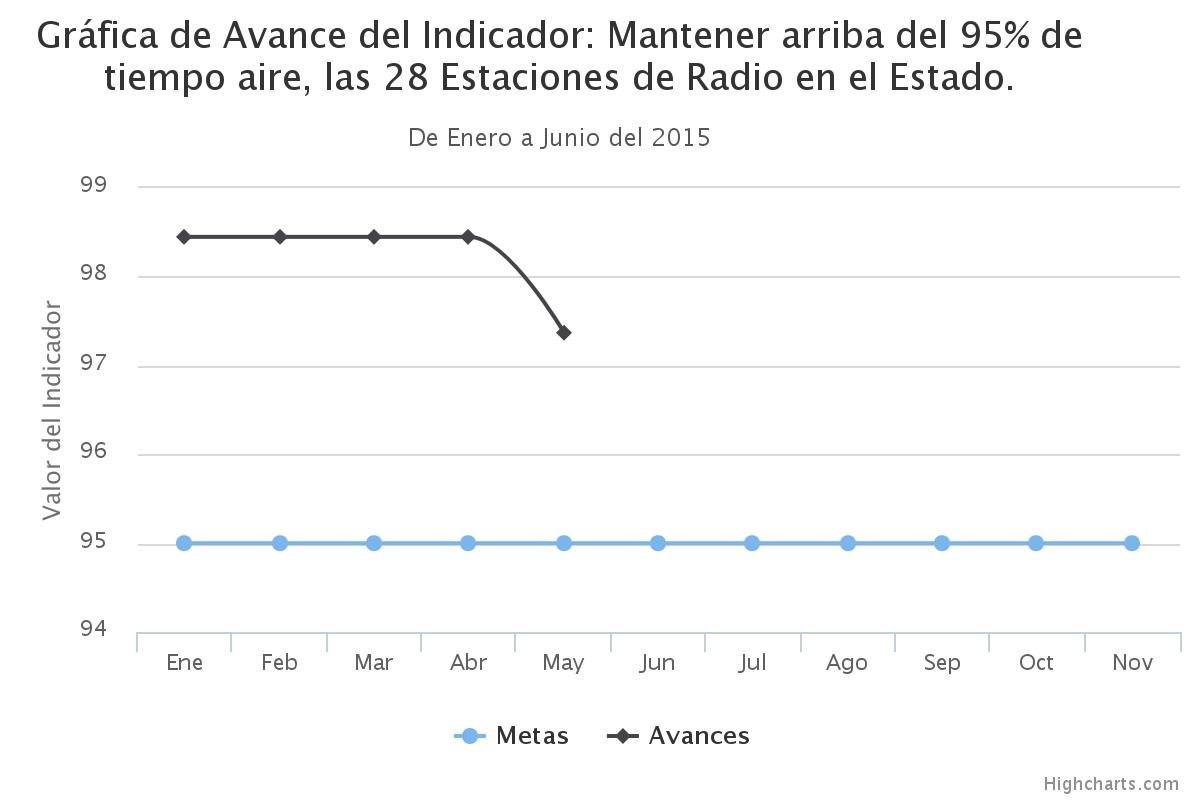 Gráfica de Avance del Indicador: Mantener arriba del 95% de
tiempo aire, las 28 Estaciones de Radio en el Estado.
De Enero a Junio del 2015
Valor del Indicador
99
98
97
96
95
94
Ene Feb Mar Abr May Jun Jul Ago Sep Oct Nov
Metas Avances
Highcharts.com